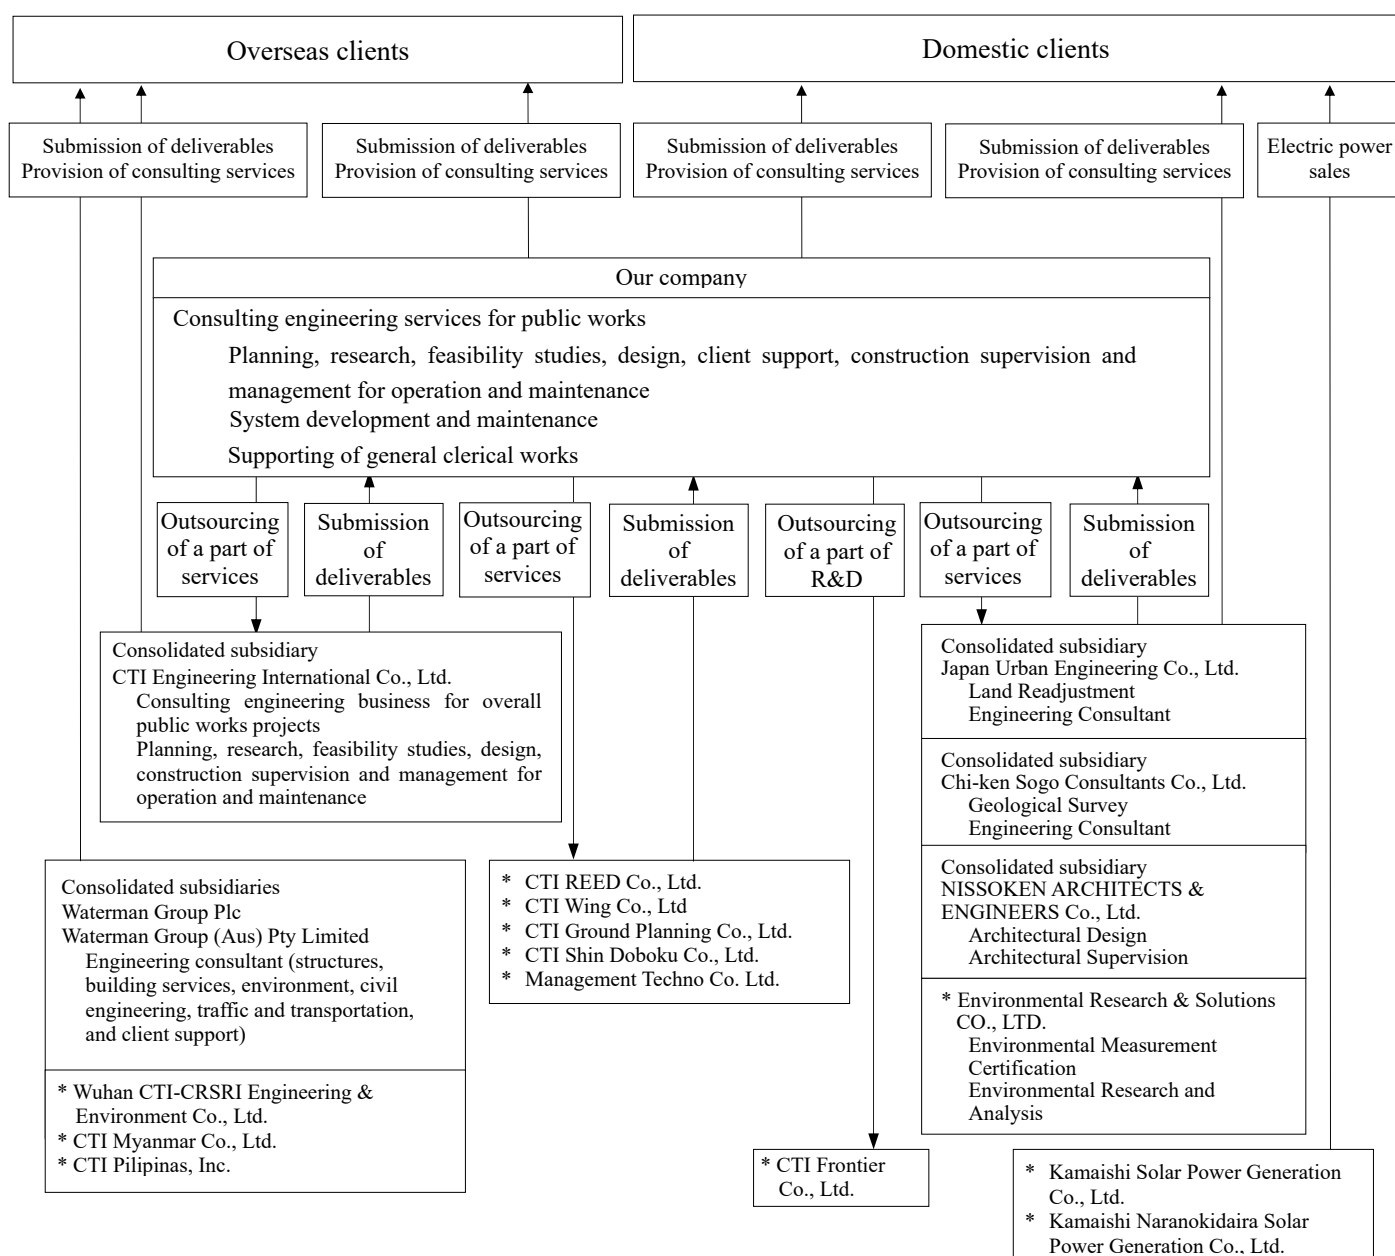 Overseas clients
Domestic clients
Submission of deliverables
Provision of consulting services
Submission of deliverables
Provision of consulting services
Submission of deliverables
Provision of consulting services
Submission of deliverables
Provision of consulting services
Electric power
sales
Our company
Consulting engineering services for public works
Planning, research, feasibility studies, design, client support, construction supervision and
management for operation and maintenance
System development and maintenance
Supporting of general clerical works
Outsourcing
of a part of
services
Submission
of
deliverables
Outsourcing
of a part of
services
Submission
of
deliverables
Outsourcing
of a part of
R&D
Outsourcing
of a part of
services
Submission
of
deliverables
Consolidated subsidiary
CTI Engineering International Co., Ltd.
Consulting engineering business for overall
public works projects
Planning, research, feasibility studies, design,
construction supervision and management for
operation and maintenance
Consolidated subsidiary
Japan Urban Engineering Co., Ltd.
Land Readjustment
Engineering Consultant
Consolidated subsidiary
Chi-ken Sogo Consultants Co., Ltd.
Geological Survey
Engineering Consultant
Consolidated subsidiary
NISSOKEN ARCHITECTS &
ENGINEERS Co., Ltd.
Architectural Design
Architectural Supervision
* Environmental Research & Solutions
CO., LTD.
Environmental Measurement
Certification
Environmental Research and
Analysis
Consolidated subsidiaries
Waterman Group Plc
Waterman Group (Aus) Pty Limited
Engineering consultant (structures,
building services, environment, civil
engineering, traffic and transportation,
and client support)
* Wuhan CTI-CRSRI Engineering &
Environment Co., Ltd.
* CTI Myanmar Co., Ltd.
* CTI Pilipinas, Inc.
* CTI REED Co., Ltd.
* CTI Wing Co., Ltd
* CTI Ground Planning Co., Ltd.
* CTI Shin Doboku Co., Ltd.
* Management Techno Co. Ltd.
* CTI Frontier
Co., Ltd.
* Kamaishi Solar Power Generation
Co., Ltd.
* Kamaishi Naranokidaira Solar
Power Generation Co., Ltd.